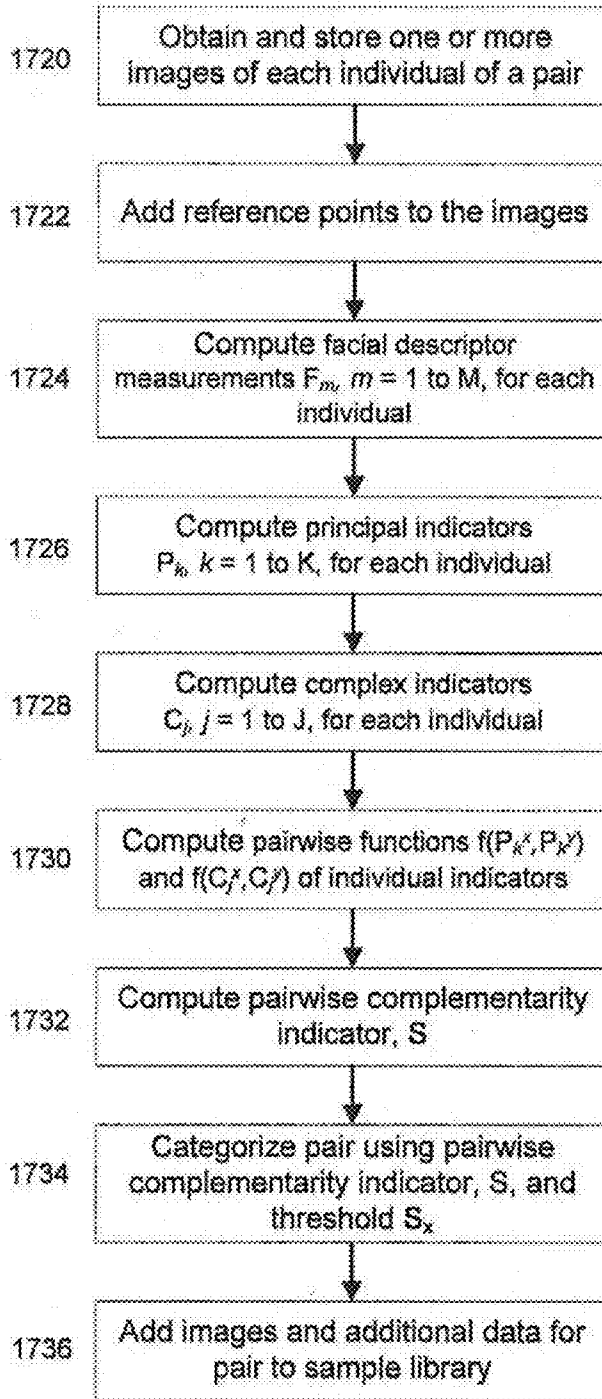 1720
Obtain and store one or more
images of each individual of a pair
1722
Add reference points to the images
1724
Compute facial descriptor
measurements Fₘ, m = 1 to M, for each
individual
1726
Compute principal indicators
Pₖ, k = 1 to K, for each individual
1728
Compute complex indicators
Cⱼ, j = 1 to J, for each individual
1730
Compute pairwise functions f(Pₖˣ,Pₖʸ)
and f(Cⱼˣ,Cⱼʸ) of individual indicators
1732
Compute pairwise complementarity
indicator, S
1734
Categorize pair using pairwise
complementarity indicator, S, and
threshold Sₓ
1736
Add images and additional data for
pair to sample library